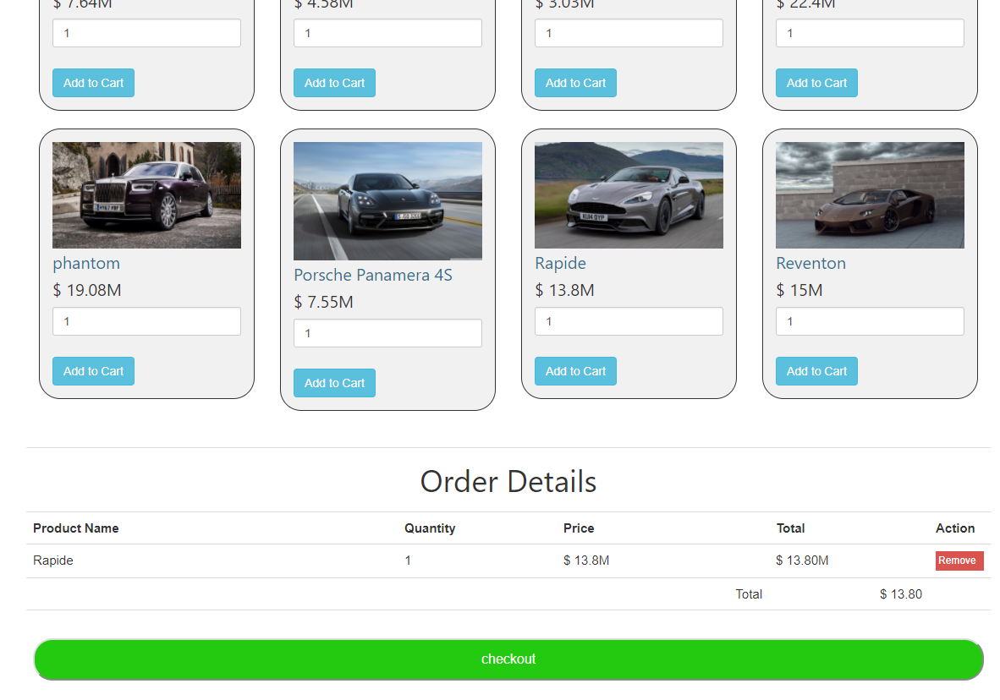 $ 7.64M $ 4.58M $ 3.03M $ 22.4M
1 1 1 1
Add to Cart Add to Cart Add to Cart Add to Cart
phantom
$ 19.08M
1
Add to Cart
Porsche Panamera 4S
$ 7.55M
1
Add to Cart
KU14 OYP
Rapide
$ 13.8M
1
Add to Cart
Reventon
$ 15M
1
Add to Cart
Order Details
Product Name Quantity Price Total Action
Rapide 1 $ 13.8M $ 13.80M Remove
Total $ 13.80
checkout